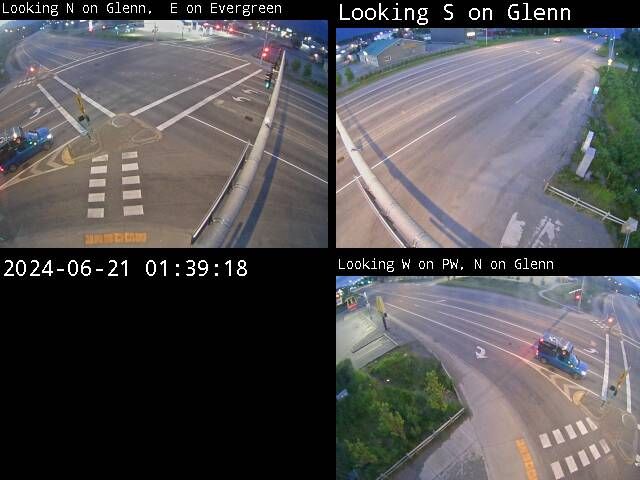 Looking N on Glenn, E on Evergreen
Looking S on Glenn
2024-06-21 01:39:18
Looking W on PW, N on Glenn